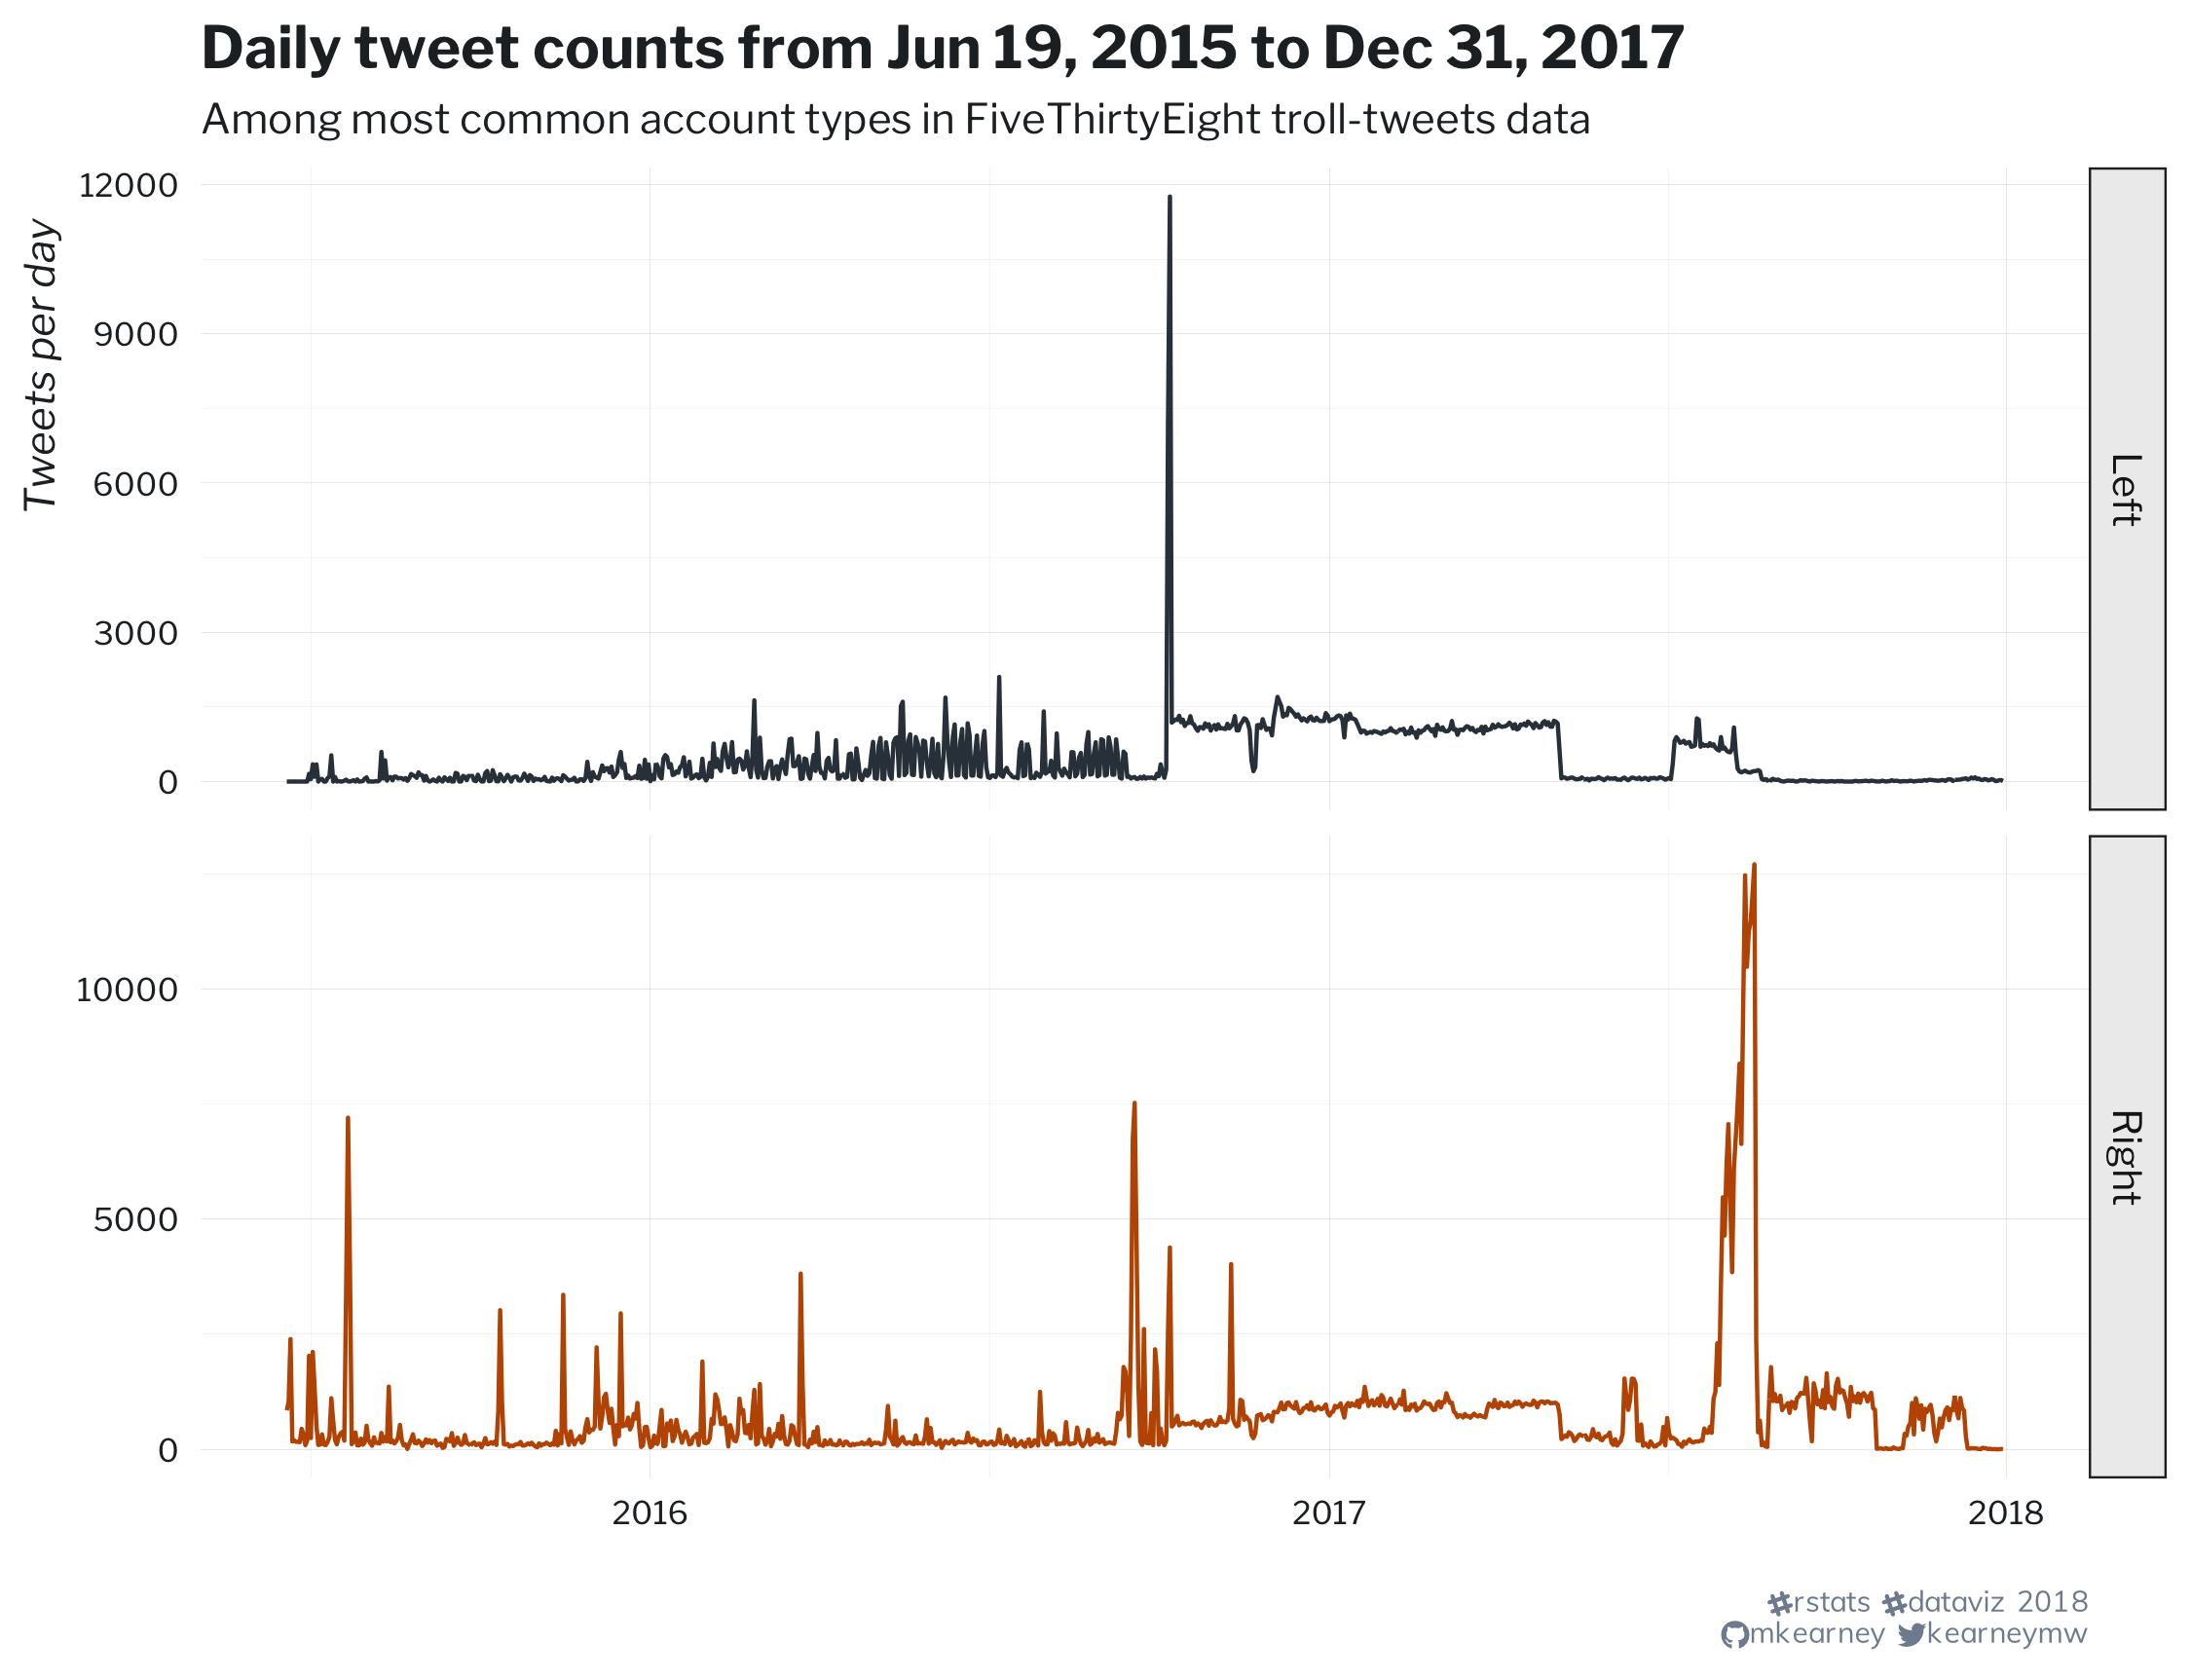 Daily tweet counts from Jun 19, 2015 to Dec 31, 2017
Among most common account types in FiveThirtyEight troll-tweets data
Tweets per day
12000
9000
6000
3000
0
Left
10000
5000
0
Right
2016
2017
2018
#rstats #dataviz 2018
mkearney kearneymw